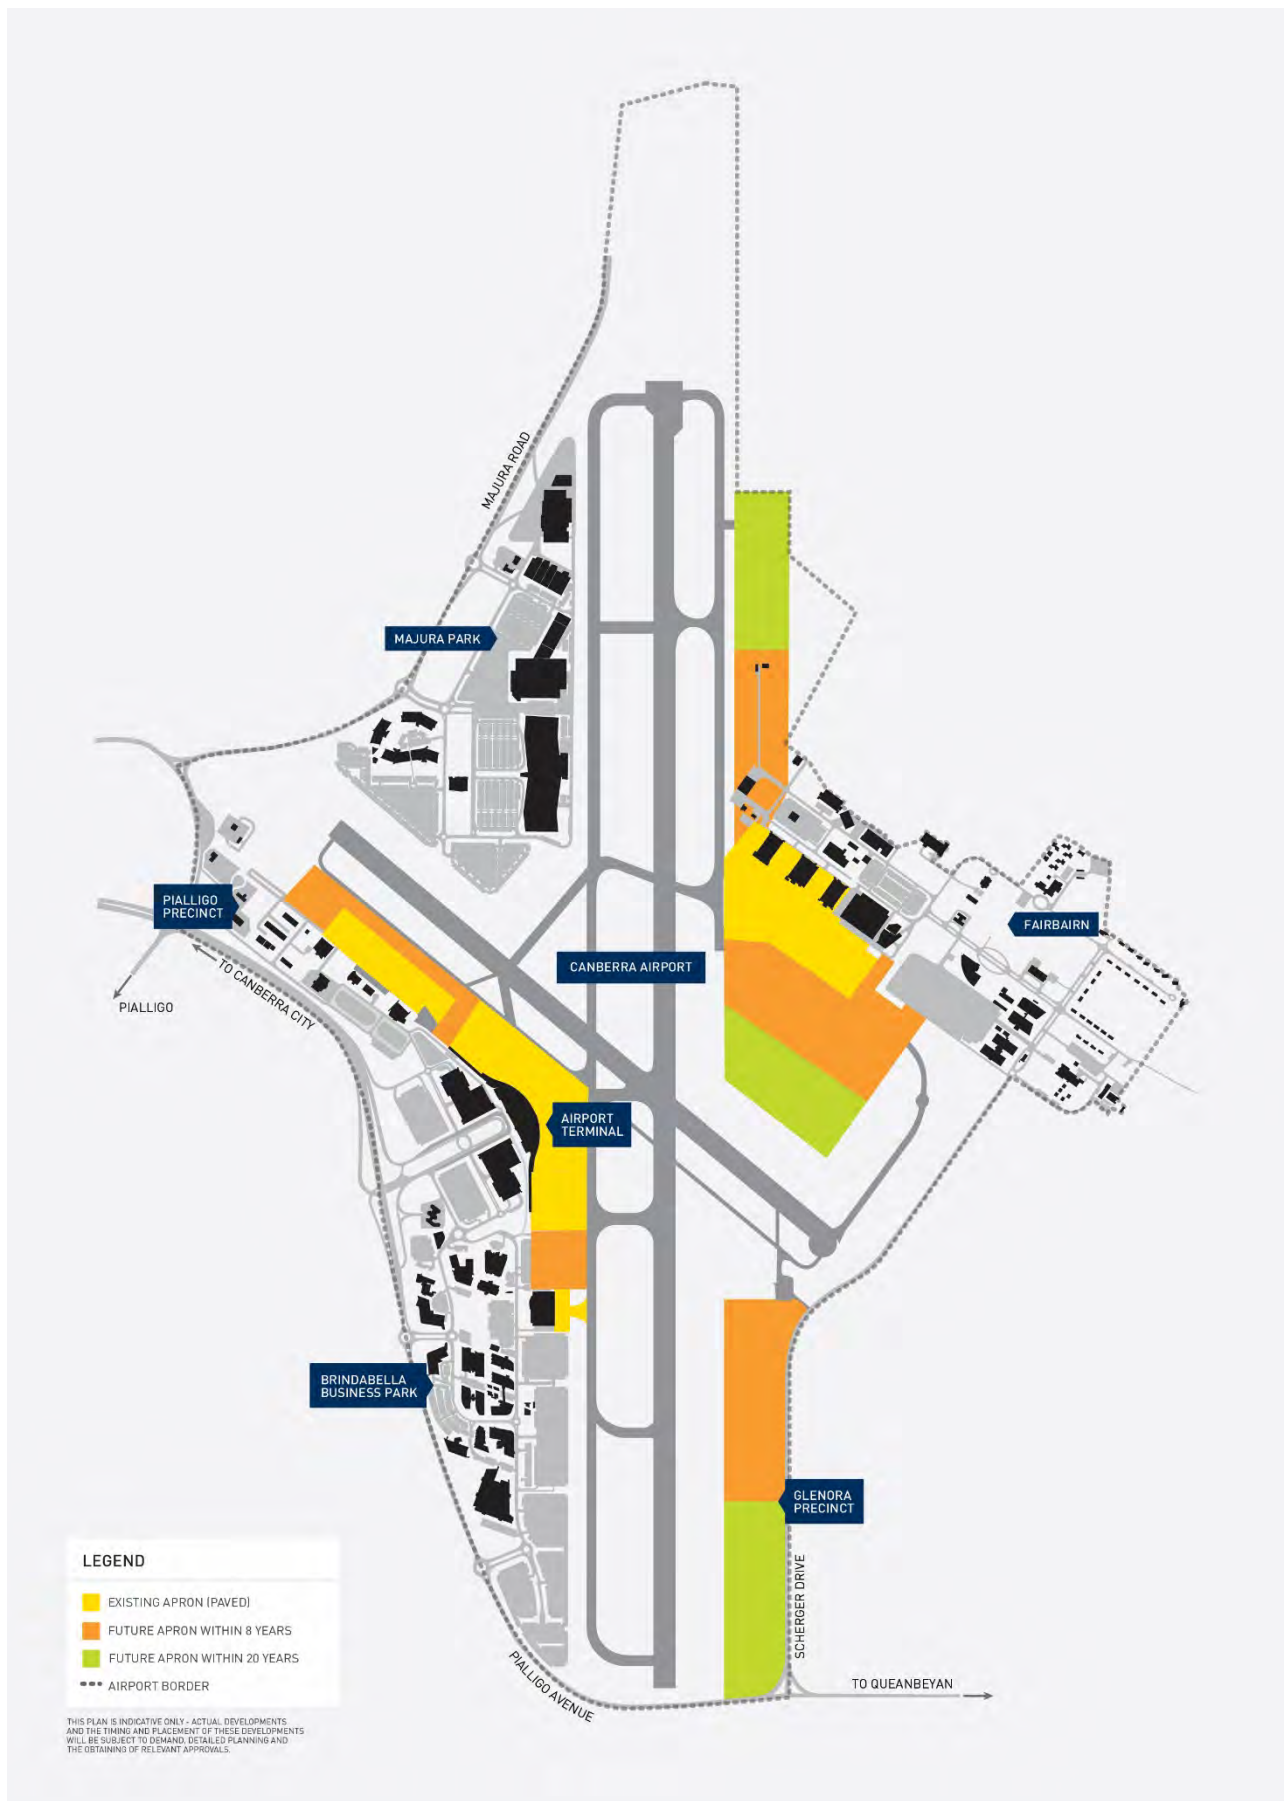 MAJURA ROAD
MAJURA PARK
PIALLIGO
PRECINCT
FAIRBAIRN
CANBERRA AIRPORT
TO CANBERRA CITY
PIALLIGO
AIRPORT
TERMINAL
BRINDABELLA
BUSINESS PARK
GLENORA
PRECINCT
SCHERGER DRIVE
PIALLIGO AVENUE
TO QUEANBEYAN
LEGEND
EXISTING APRON (PAVED)
FUTURE APRON WITHIN 8 YEARS
FUTURE APRON WITHIN 20 YEARS
AIRPORT BORDER
THIS PLAN IS INDICATIVE ONLY - ACTUAL DEVELOPMENTS
AND THE TIMING AND PLACEMENT OF THESE DEVELOPMENTS
WILL BE SUBJECT TO DEMAND, DETAILED PLANNING AND
THE OBTAINING OF RELEVANT APPROVALS.